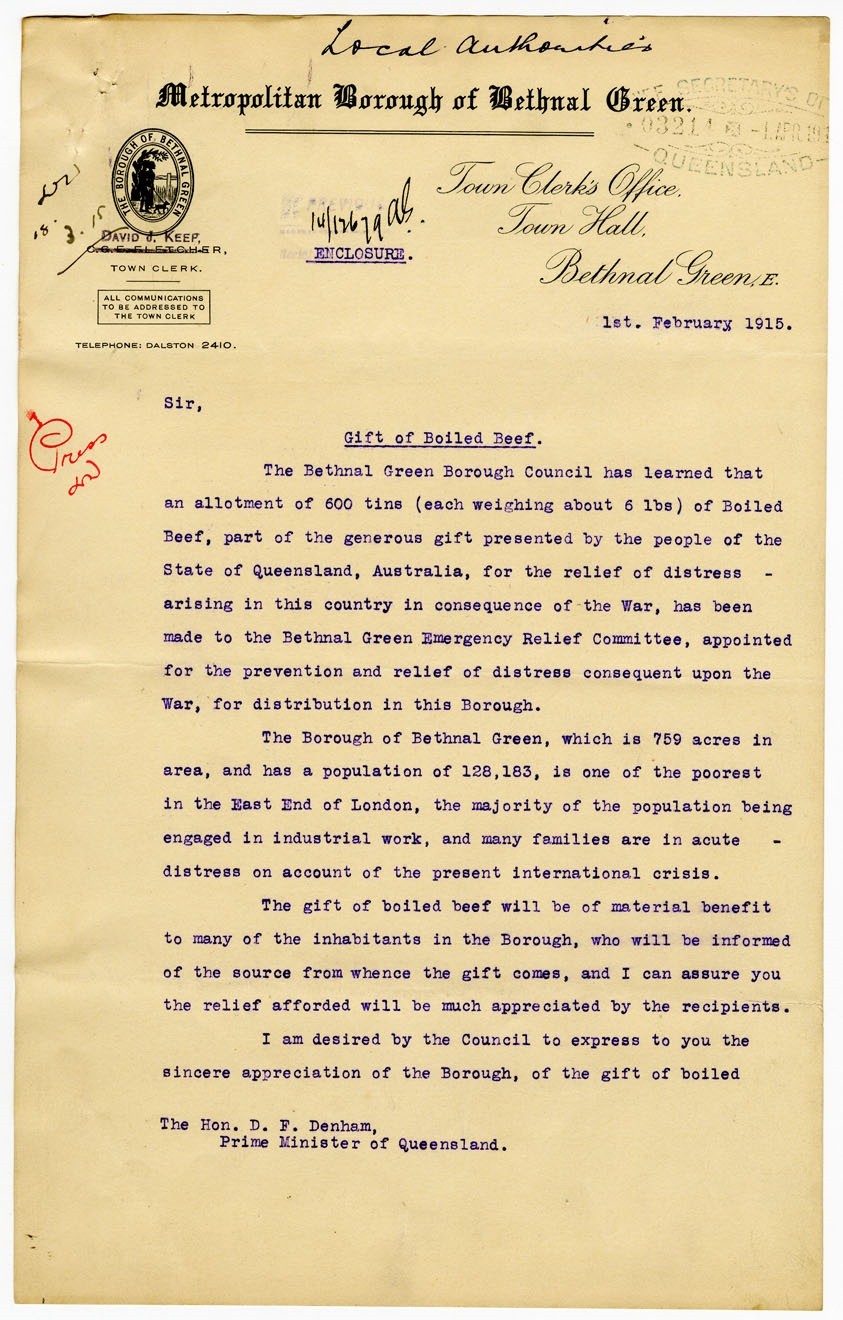 Local Authorities
Metropolitan Borough of Bethnal Green.
SECRETARY'S
03211 -1 APR 191
QUEENSLAND
THE BOROUGH OF BETHNAL GREEN
18.3.15
DAVID J. KEEP,
C.G.E. FLETCHER,
TOWN CLERK.
ALL COMMUNICATIONS
TO BE ADDRESSED TO
THE TOWN CLERK
TELEPHONE: DALSTON 2410.
14/12679
ENCLOSURE.
Town Clerk's Office,
Town Hall,
Bethnal Green, E.
1st. February 1915.
Press
Sir,
Gift of Boiled Beef.
The Bethnal Green Borough Council has learned that
an allotment of 600 tins (each weighing about 6 lbs) of Boiled
Beef, part of the generous gift presented by the people of the
State of Queensland, Australia, for the relief of distress -
arising in this country in consequence of the War, has been
made to the Bethnal Green Emergency Relief Committee, appointed
for the prevention and relief of distress consequent upon the
War, for distribution in this Borough.
The Borough of Bethnal Green, which is 759 acres in
area, and has a population of 128,183, is one of the poorest
in the East End of London, the majority of the population being
engaged in industrial work, and many families are in acute -
distress on account of the present international crisis.
The gift of boiled beef will be of material benefit
to many of the inhabitants in the Borough, who will be informed
of the source from whence the gift comes, and I can assure you
the relief afforded will be much appreciated by the recipients.
I am desired by the Council to express to you the
sincere appreciation of the Borough, of the gift of boiled
The Hon. D. F. Denham,
Prime Minister of Queensland.